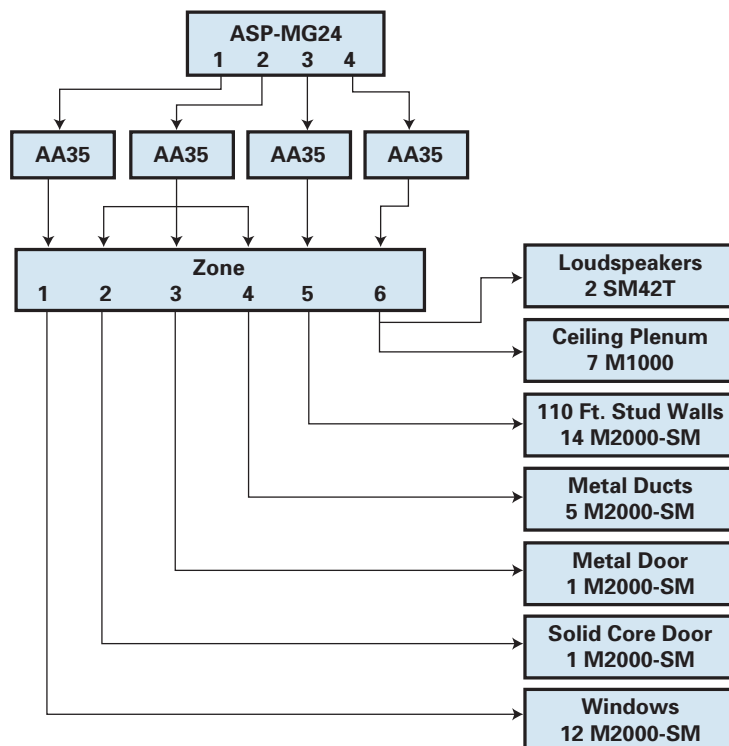 ASP-MG24
1 2 3 4
AA35 AA35 AA35 AA35
Zone
1 2 3 4 5 6
Loudspeakers
2 SM42T
Ceiling Plenum
7 M1000
110 Ft. Stud Walls
14 M2000-SM
Metal Ducts
5 M2000-SM
Metal Door
1 M2000-SM
Solid Core Door
1 M2000-SM
Windows
12 M2000-SM